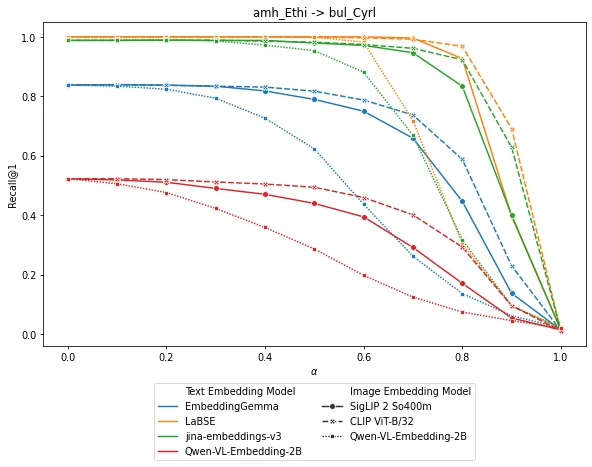 amh_Ethi -> bul_Cyrl
1.0
0.8
0.6
0.4
0.2
0.0
Recall@1
0.0 0.2 0.4 0.6 0.8 1.0
α
Text Embedding Model Image Embedding Model
EmbeddingGemma SigLIP 2 So400m
LaBSE CLIP ViT-B/32
jina-embeddings-v3 Qwen-VL-Embedding-2B
Qwen-VL-Embedding-2B